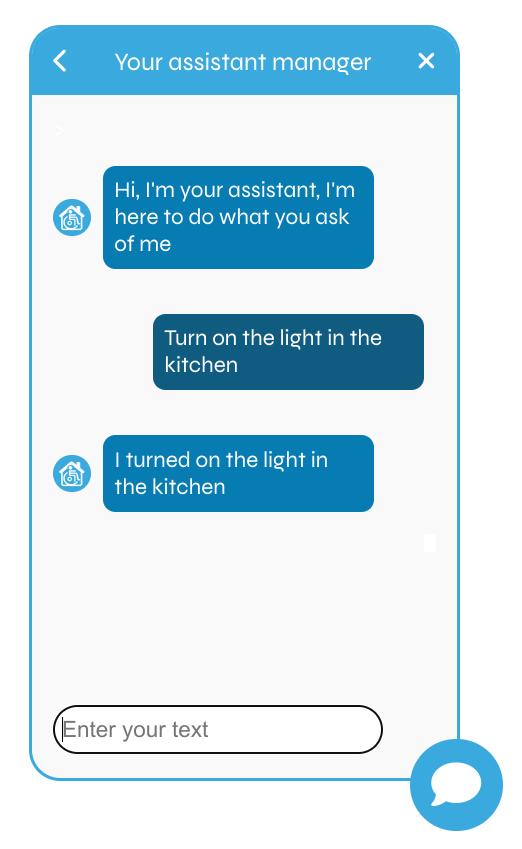 Your assistant manager
Hi, I'm your assistant, I'm
here to do what you ask
of me
Turn on the light in the
kitchen
I turned on the light in
the kitchen
Enter your text